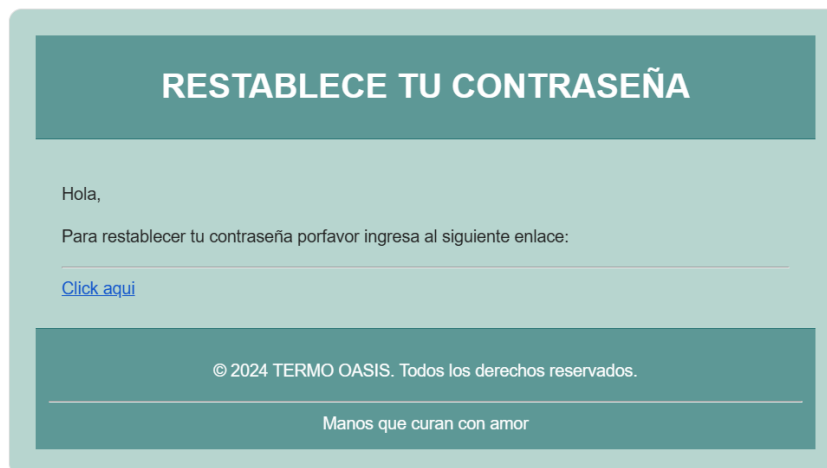 RESTABLECE TU CONTRASEÑA
Hola,
Para restablecer tu contraseña porfavor ingresa al siguiente enlace:
Click aqui
© 2024 TERMO OASIS. Todos los derechos reservados.
Manos que curan con amor